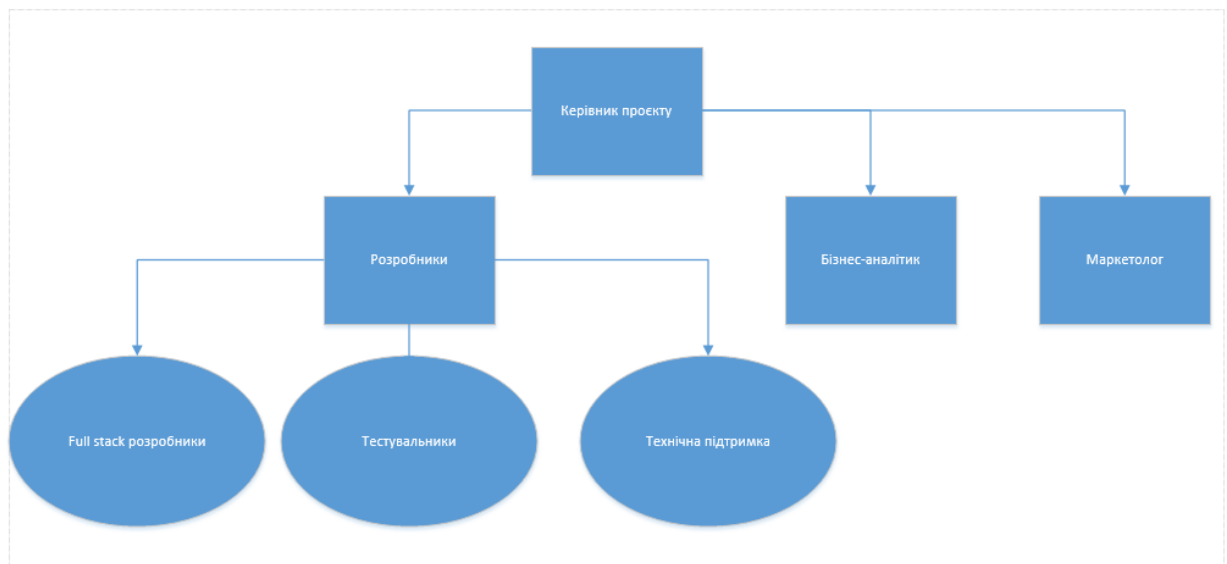 Керівник проєкту
Розробники
Бізнес-аналітик
Маркетолог
Full stack розробники
Тестувальники
Технічна підтримка